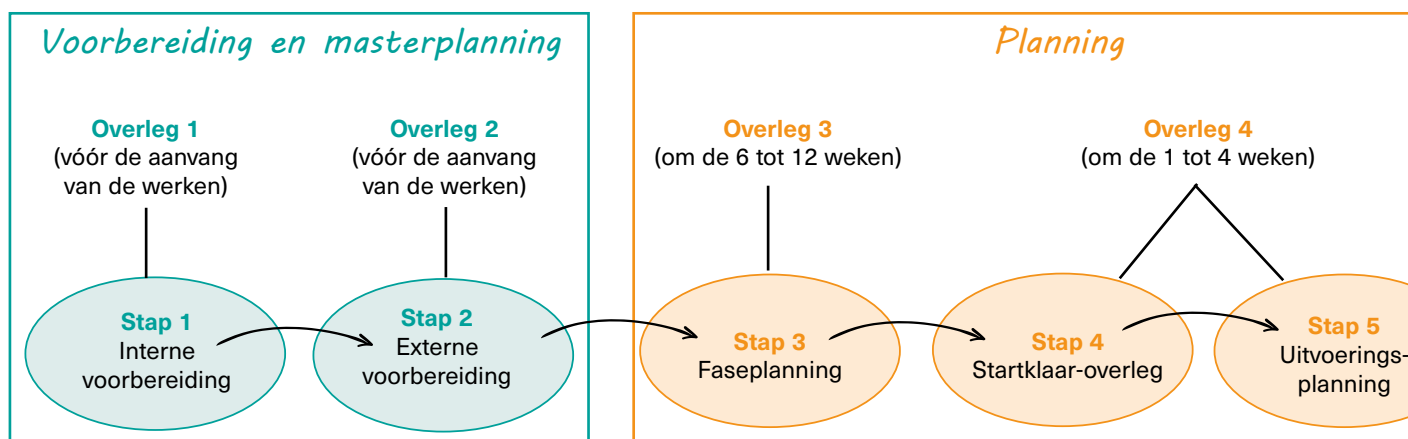 Voorbereiding en masterplanning
Overleg 1
(vóór de aanvang
van de werken)
Overleg 2
(vóór de aanvang
van de werken)
Stap 1
Interne
voorbereiding
Stap 2
Externe
voorbereiding
Planning
Overleg 3
(om de 6 tot 12 weken)
Overleg 4
(om de 1 tot 4 weken)
Stap 3
Faseplanning
Stap 4
Startklaar-overleg
Stap 5
Uitvoerings-
planning